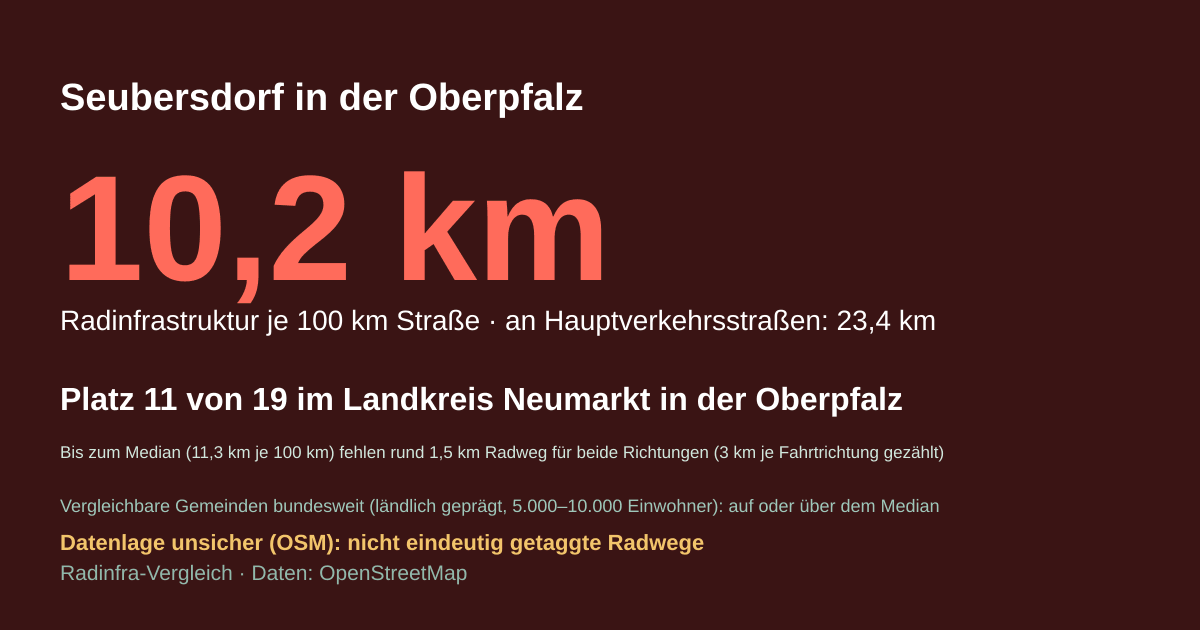 Seubersdorf in der Oberpfalz
10,2 km
Radinfrastruktur je 100 km Straße · an Hauptverkehrsstraßen: 23,4 km
Platz 11 von 19 im Landkreis Neumarkt in der Oberpfalz
Bis zum Median (11,3 km je 100 km) fehlen rund 1,5 km Radweg für beide Richtungen (3 km je Fahrtrichtung gezählt)
Vergleichbare Gemeinden bundesweit (ländlich geprägt, 5.000–10.000 Einwohner): auf oder über dem Median
Datenlage unsicher (OSM): nicht eindeutig getaggte Radwege
Radinfra-Vergleich · Daten: OpenStreetMap